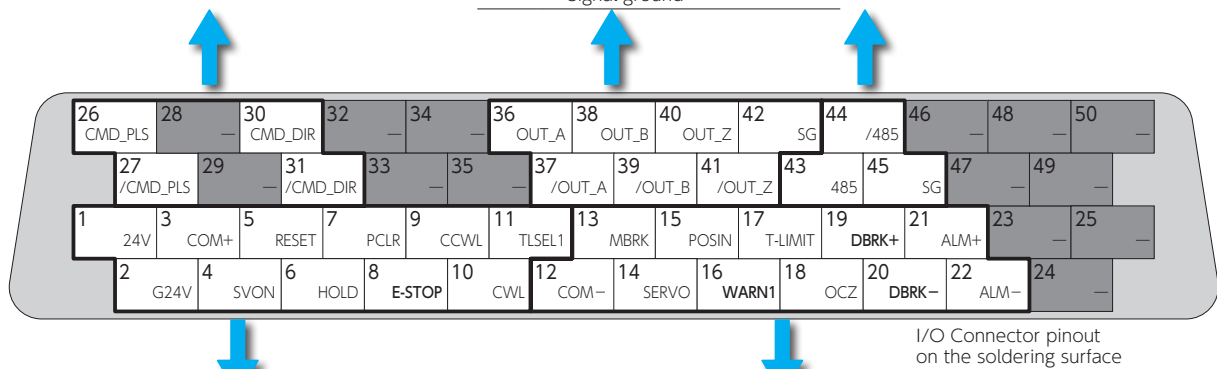 Signal ground
26 28 30 32 34 36 38 40 42 44 46 48 50
CMD_PLS – CMD_DIR – – OUT_A OUT_B OUT_Z SG /485 – – –
27 29 31 33 35 37 39 41 43 45 47 49
/CMD_PLS – /CMD_DIR – – /OUT_A /OUT_B /OUT_Z 485 SG – –
1 3 5 7 9 11 13 15 17 19 21 23 25
24V COM+ RESET PCLR CCWL TLSEL1 MBRK POSIN T-LIMIT DBRK+ ALM+ – –
2 4 6 8 10 12 14 16 18 20 22 24
G24V SVON HOLD E-STOP CWL COM– SERVO WARN1 OCZ DBRK– ALM– –
I/O Connector pinout
on the soldering surface